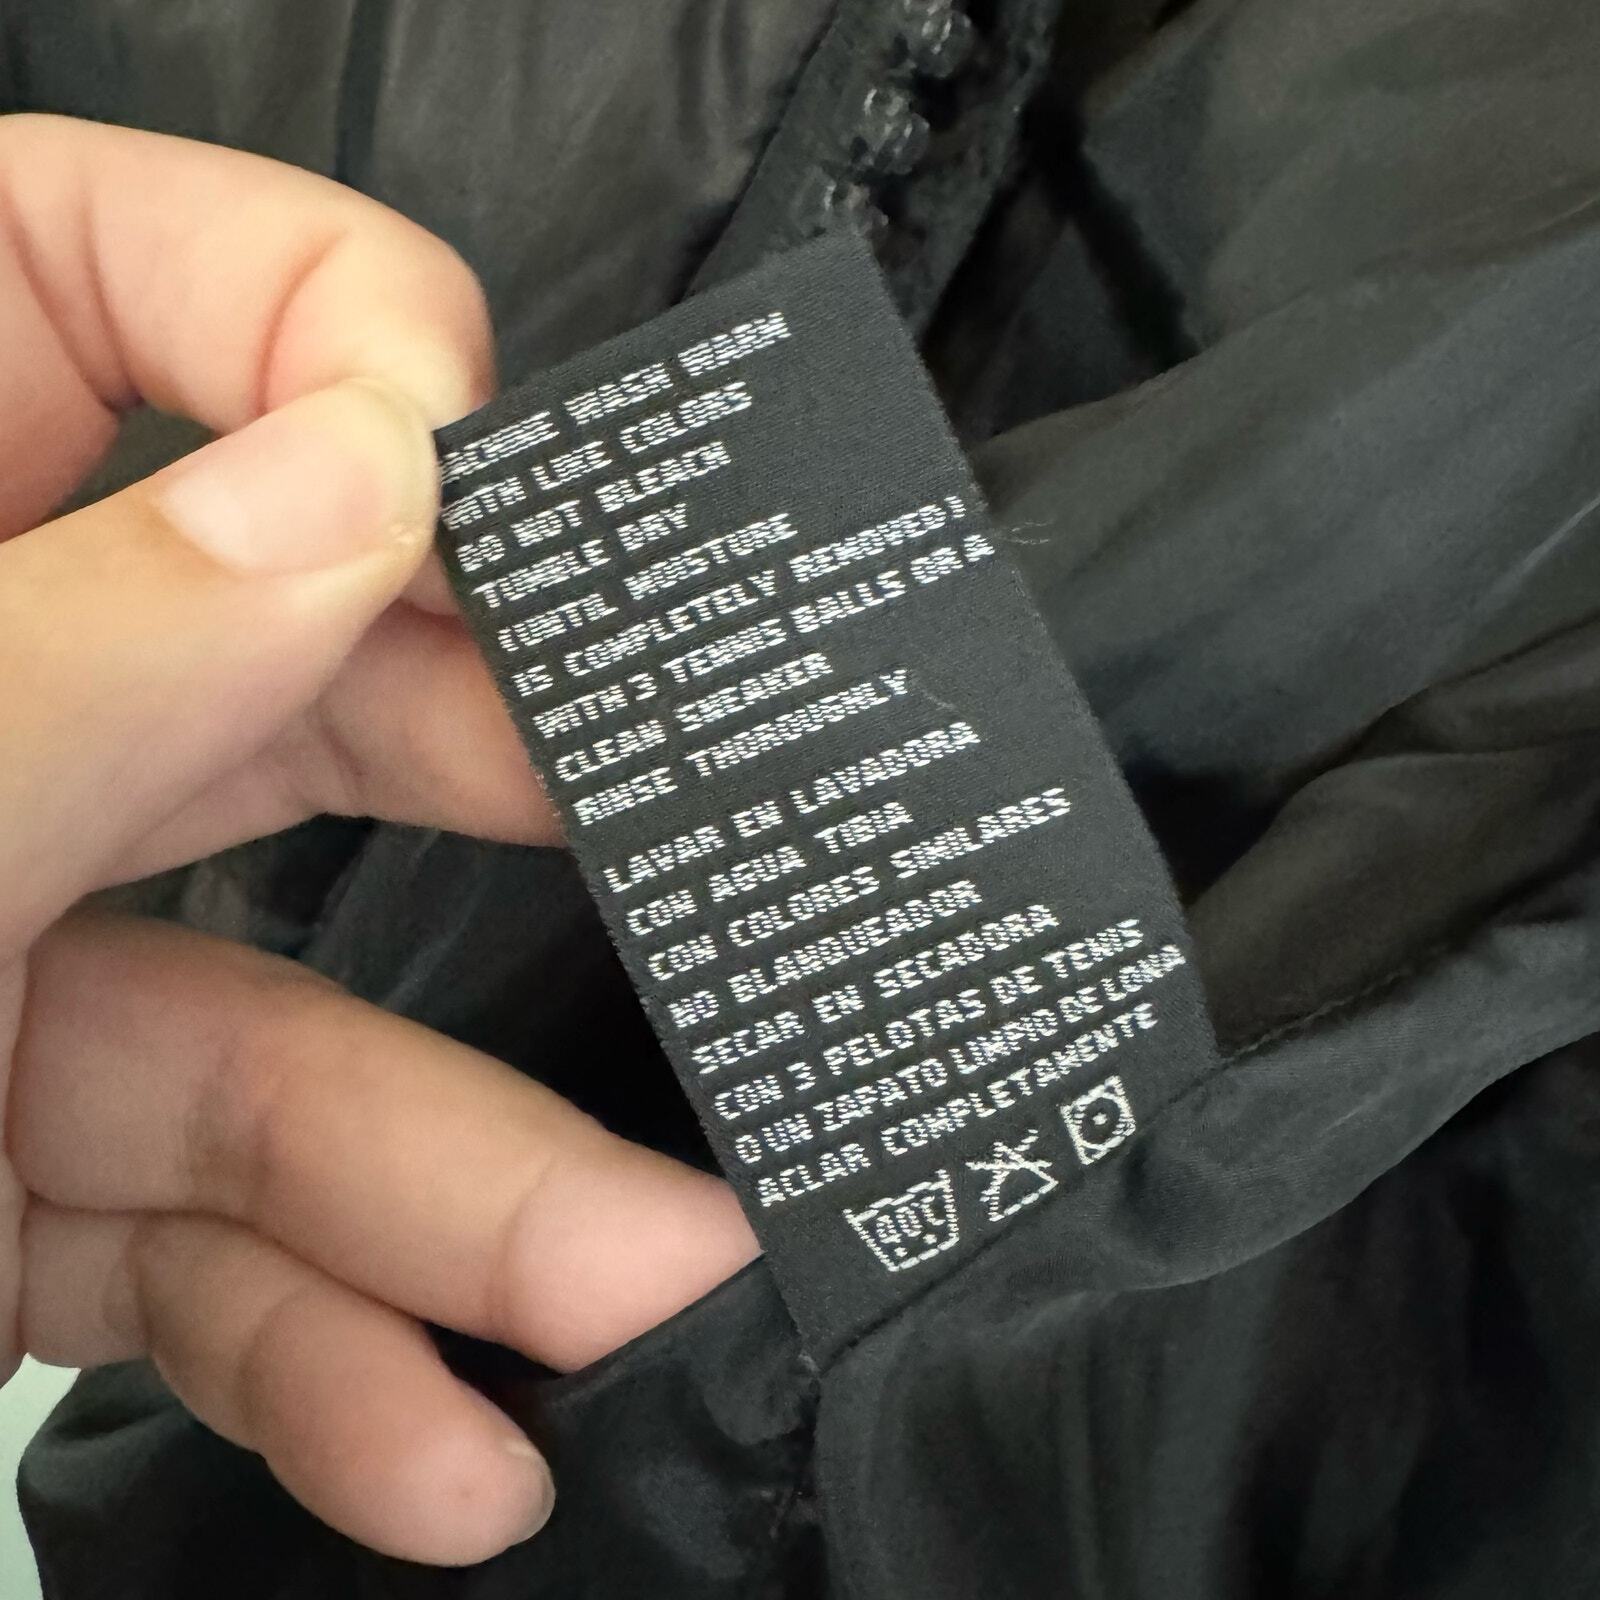 MACHINE WASH WARM
WITH LIKE COLORS
DO NOT BLEACH
TUMBLE DRY
(UNTIL MOISTURE
IS COMPLETELY REMOVED)
WITH 3 TENNIS BALLS OR A
CLEAN SNEAKER
RINSE THOROUGHLY
LAVAR EN LAVADORA
CON AGUA TIBIA
CON COLORES SIMILARES
NO BLANQUEADOR
SECAR EN SECADORA
CON 3 PELOTAS DE TENIS
O UN ZAPATO LIMPIO DE LONA
ACLAR COMPLETAMENTE